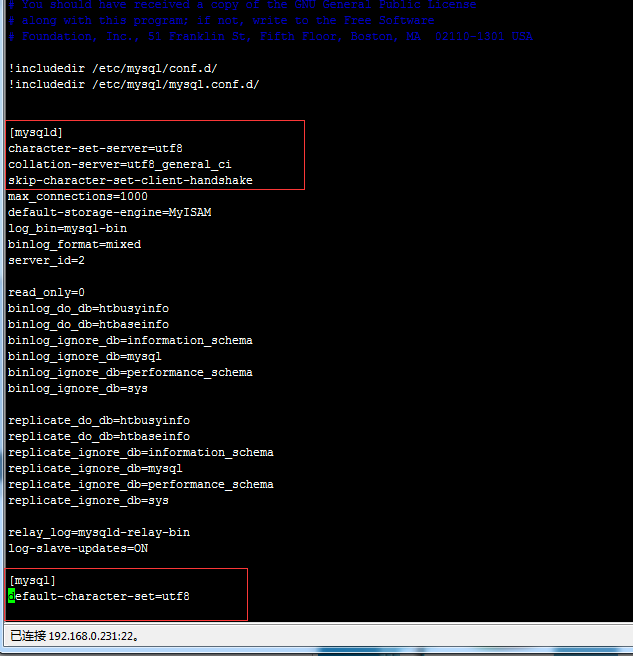 # You should have received a copy of the GNU General Public License
# along with this program; if not, write to the Free Software
# Foundation, Inc., 51 Franklin St, Fifth Floor, Boston, MA  02110-1301 USA
!includedir /etc/mysql/conf.d/
!includedir /etc/mysql/mysql.conf.d/
[mysqld]
character-set-server=utf8
collation-server=utf8_general_ci
skip-character-set-client-handshake
max_connections=1000
default-storage-engine=MyISAM
log_bin=mysql-bin
binlog_format=mixed
server_id=2
read_only=0
binlog_do_db=htbusyinfo
binlog_do_db=htbaseinfo
binlog_ignore_db=information_schema
binlog_ignore_db=mysql
binlog_ignore_db=performance_schema
binlog_ignore_db=sys
replicate_do_db=htbusyinfo
replicate_do_db=htbaseinfo
replicate_ignore_db=information_schema
replicate_ignore_db=mysql
replicate_ignore_db=performance_schema
replicate_ignore_db=sys
relay_log=mysqld-relay-bin
log-slave-updates=ON
[mysql]
default-character-set=utf8
已连接 192.168.0.231:22。